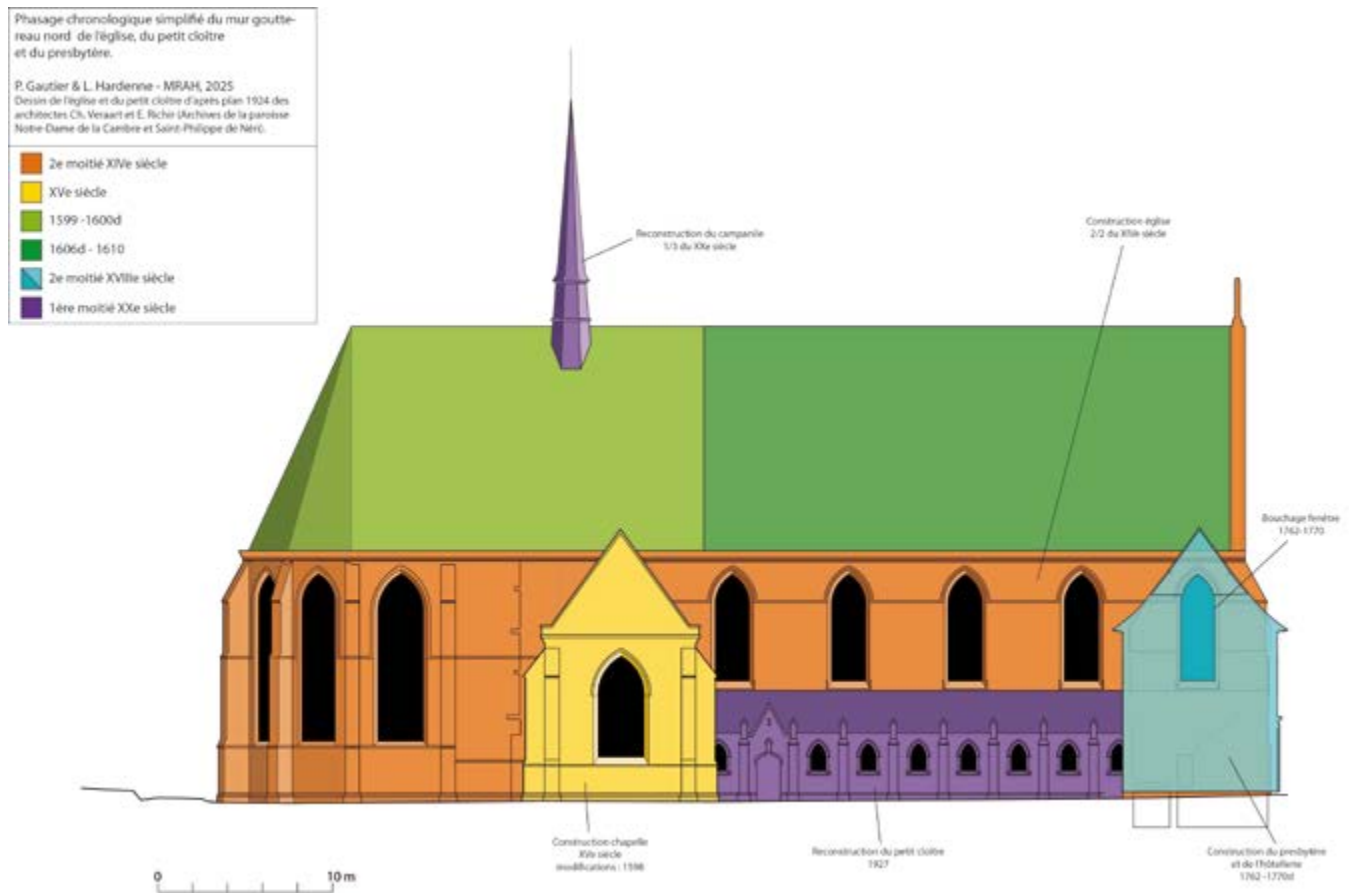 Phasage chronologique simplifié du mur goutte-
reau nord de l'église, du petit cloître
et du presbytère.
P. Gautier & L. Hardenne - MRAH, 2025
Dessin de l'église et du petit cloître d'après plan 1924 des
architectes Ch. Veraart et E. Richir (Archives de la paroisse
Notre-Dame de la Cambre et Saint-Philippe de Néri).
2e moitié XIVe siècle
XVe siècle
1599 -1600d
1606d - 1610
2e moitié XVIIIe siècle
1ère moitié XXe siècle
Reconstruction du campanile
1/3 du XXe siècle
Construction église
2/2 du XIVe siècle
Bouchage fenêtre
1762-1770
Construction chapelle
XVe siècle
modifications : 1598
Reconstruction du petit cloître
1927
Construction du presbytère
et de l'hôtellerie
1762 -1770d
0 10 m